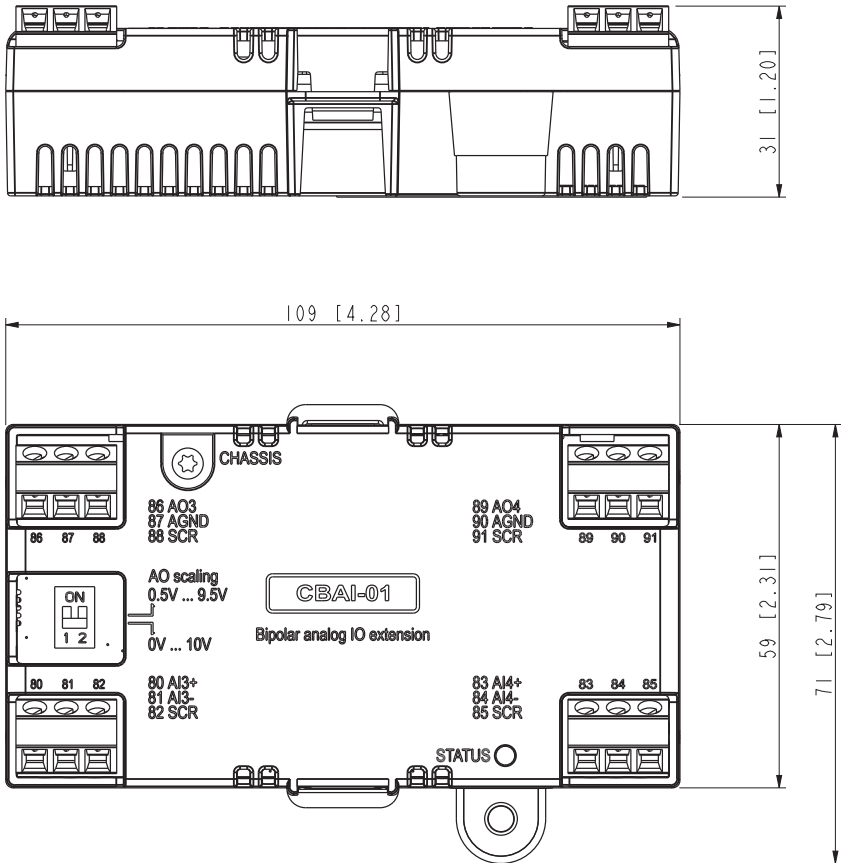 31 [1.20]
109 [4.28]
CHASSIS
86 AO3
87 AGND
88 SCR
89 AO4
90 AGND
91 SCR
86 87 88
89 90 91
AO scaling
0.5V ... 9.5V
ON
1 2
CBAI-01
0V ... 10V
Bipolar analog IO extension
59 [2.31]
71 [2.79]
80 81 82
80 AI3+
81 AI3-
82 SCR
83 AI4+
84 AI4-
85 SCR
83 84 85
STATUS